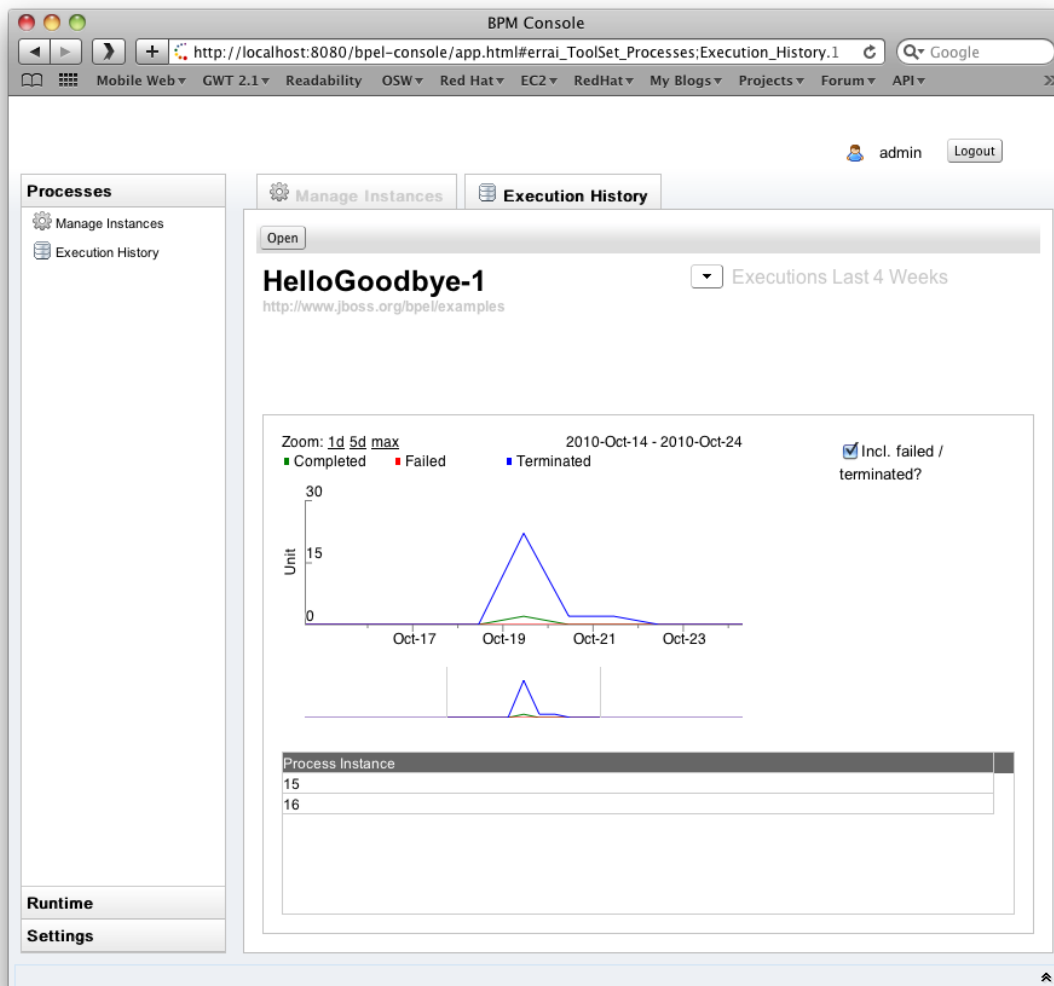 BPM Console
http://localhost:8080/bpel-console/app.html#errai_ToolSet_Processes;Execution_History.1
Google
Mobile Web GWT 2.1 Readability OSW Red Hat EC2 RedHat My Blogs Projects Forum API
admin Logout
Processes
Manage Instances
Execution History
Manage Instances Execution History
Open
HelloGoodbye-1
Executions Last 4 Weeks
http://www.jboss.org/bpel/examples
Zoom: 1d 5d max 2010-Oct-14 - 2010-Oct-24
Completed Failed Terminated
Incl. failed /
terminated?
30
15
0
Unit
Oct-17 Oct-19 Oct-21 Oct-23
Process Instance
15
16
Runtime
Settings